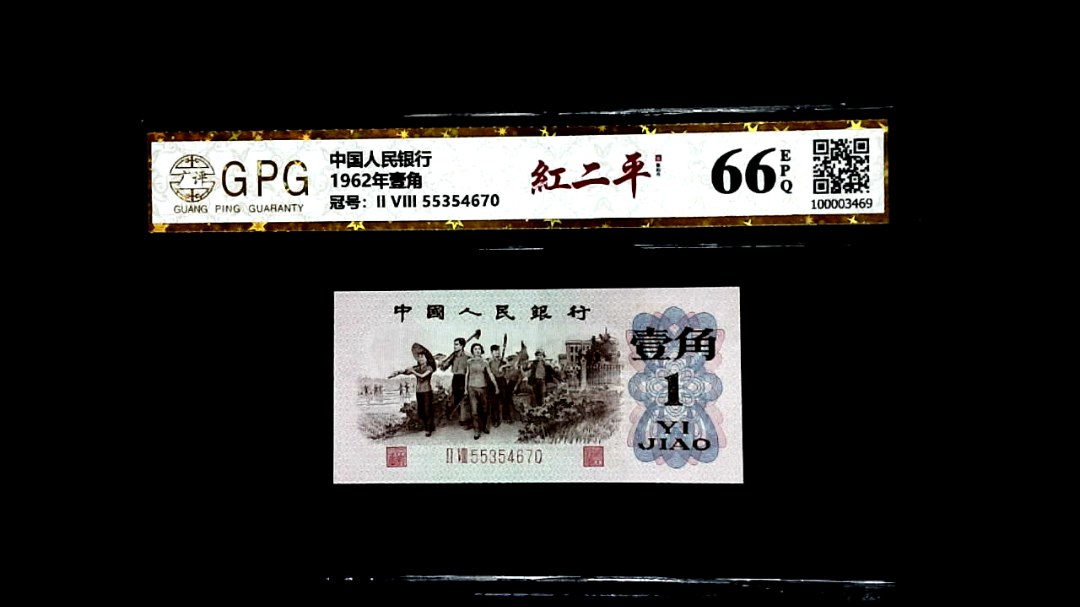 广评
GPG
GUANG PING GUARANTY
中国人民银行
1962年壹角
冠号：II VIII 55354670
紅二平
66
EPQ
100003469
中國人民銀行
壹角
1
YI
JIAO
II VIII 55354670